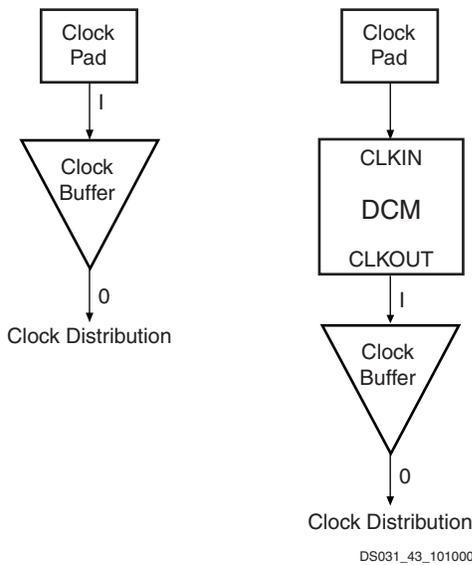 Clock
Pad
I
Clock
Buffer
0
Clock Distribution
Clock
Pad
CLKIN
DCM
CLKOUT
I
Clock
Buffer
0
Clock Distribution
DS031_43_101000